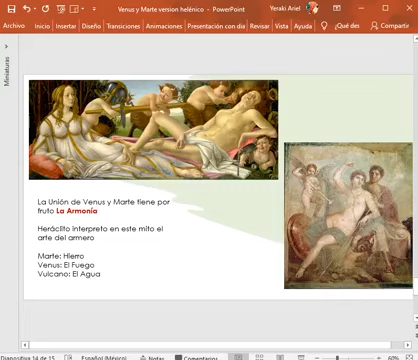 Venus y Marte version helénico - PowerPoint
Yeraki Ariel
Archivo
Inicio
Insertar
Diseño
Transiciones
Animaciones
Presentación con dia
Revisar
Vista
Ayuda
¿Qué des
Compartir
Miniaturas
La Unión de Venus y Marte tiene por
fruto La Armonía
Heráclito interpreto en este mito el
arte del armero
Marte: Hierro
Venus: El Fuego
Vulcano: El Agua
Diapositiva 14 de 15
Español (México)
Notas
Comentarios
60%